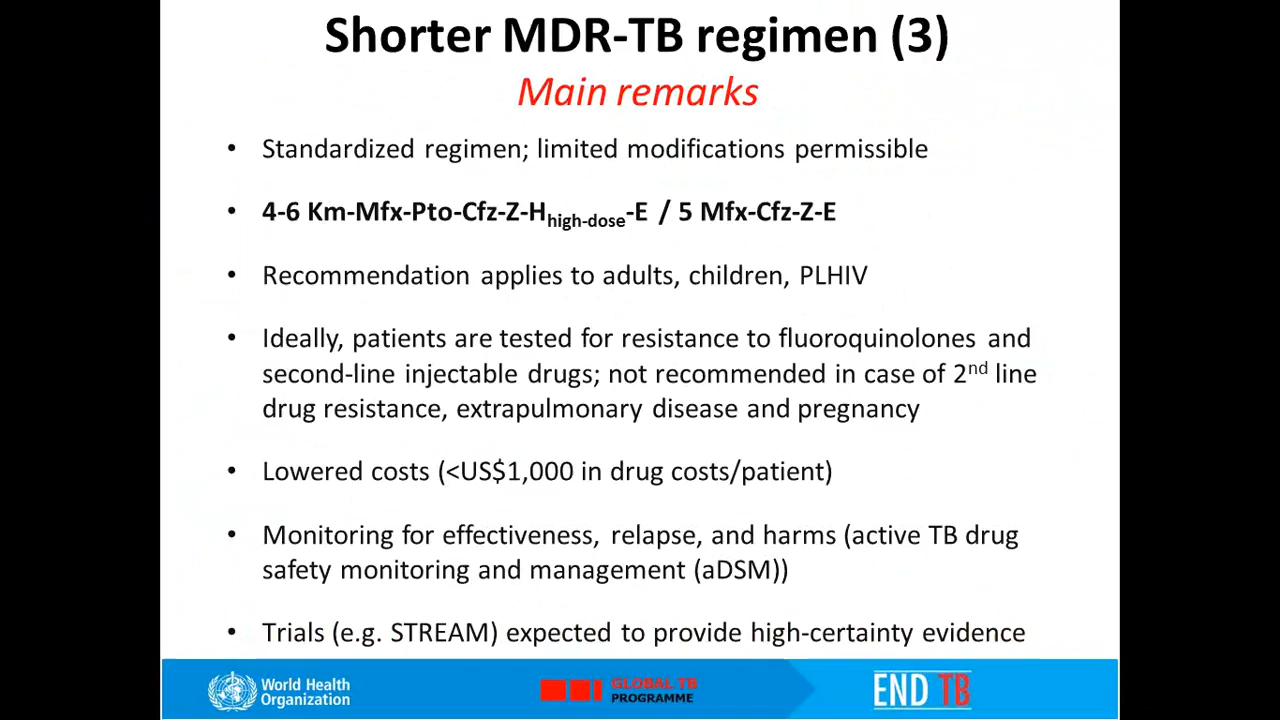 Shorter MDR-TB regimen (3)
Main remarks
• Standardized regimen; limited modifications permissible
• 4-6 Km-Mfx-Pto-Cfz-Z-Hhigh-dose-E / 5 Mfx-Cfz-Z-E
• Recommendation applies to adults, children, PLHIV
• Ideally, patients are tested for resistance to fluoroquinolones and
second-line injectable drugs; not recommended in case of 2nd line
drug resistance, extrapulmonary disease and pregnancy
• Lowered costs (<US$1,000 in drug costs/patient)
• Monitoring for effectiveness, relapse, and harms (active TB drug
safety monitoring and management (aDSM))
• Trials (e.g. STREAM) expected to provide high-certainty evidence
World Health
Organization
GLOBAL TB
PROGRAMME
END TB